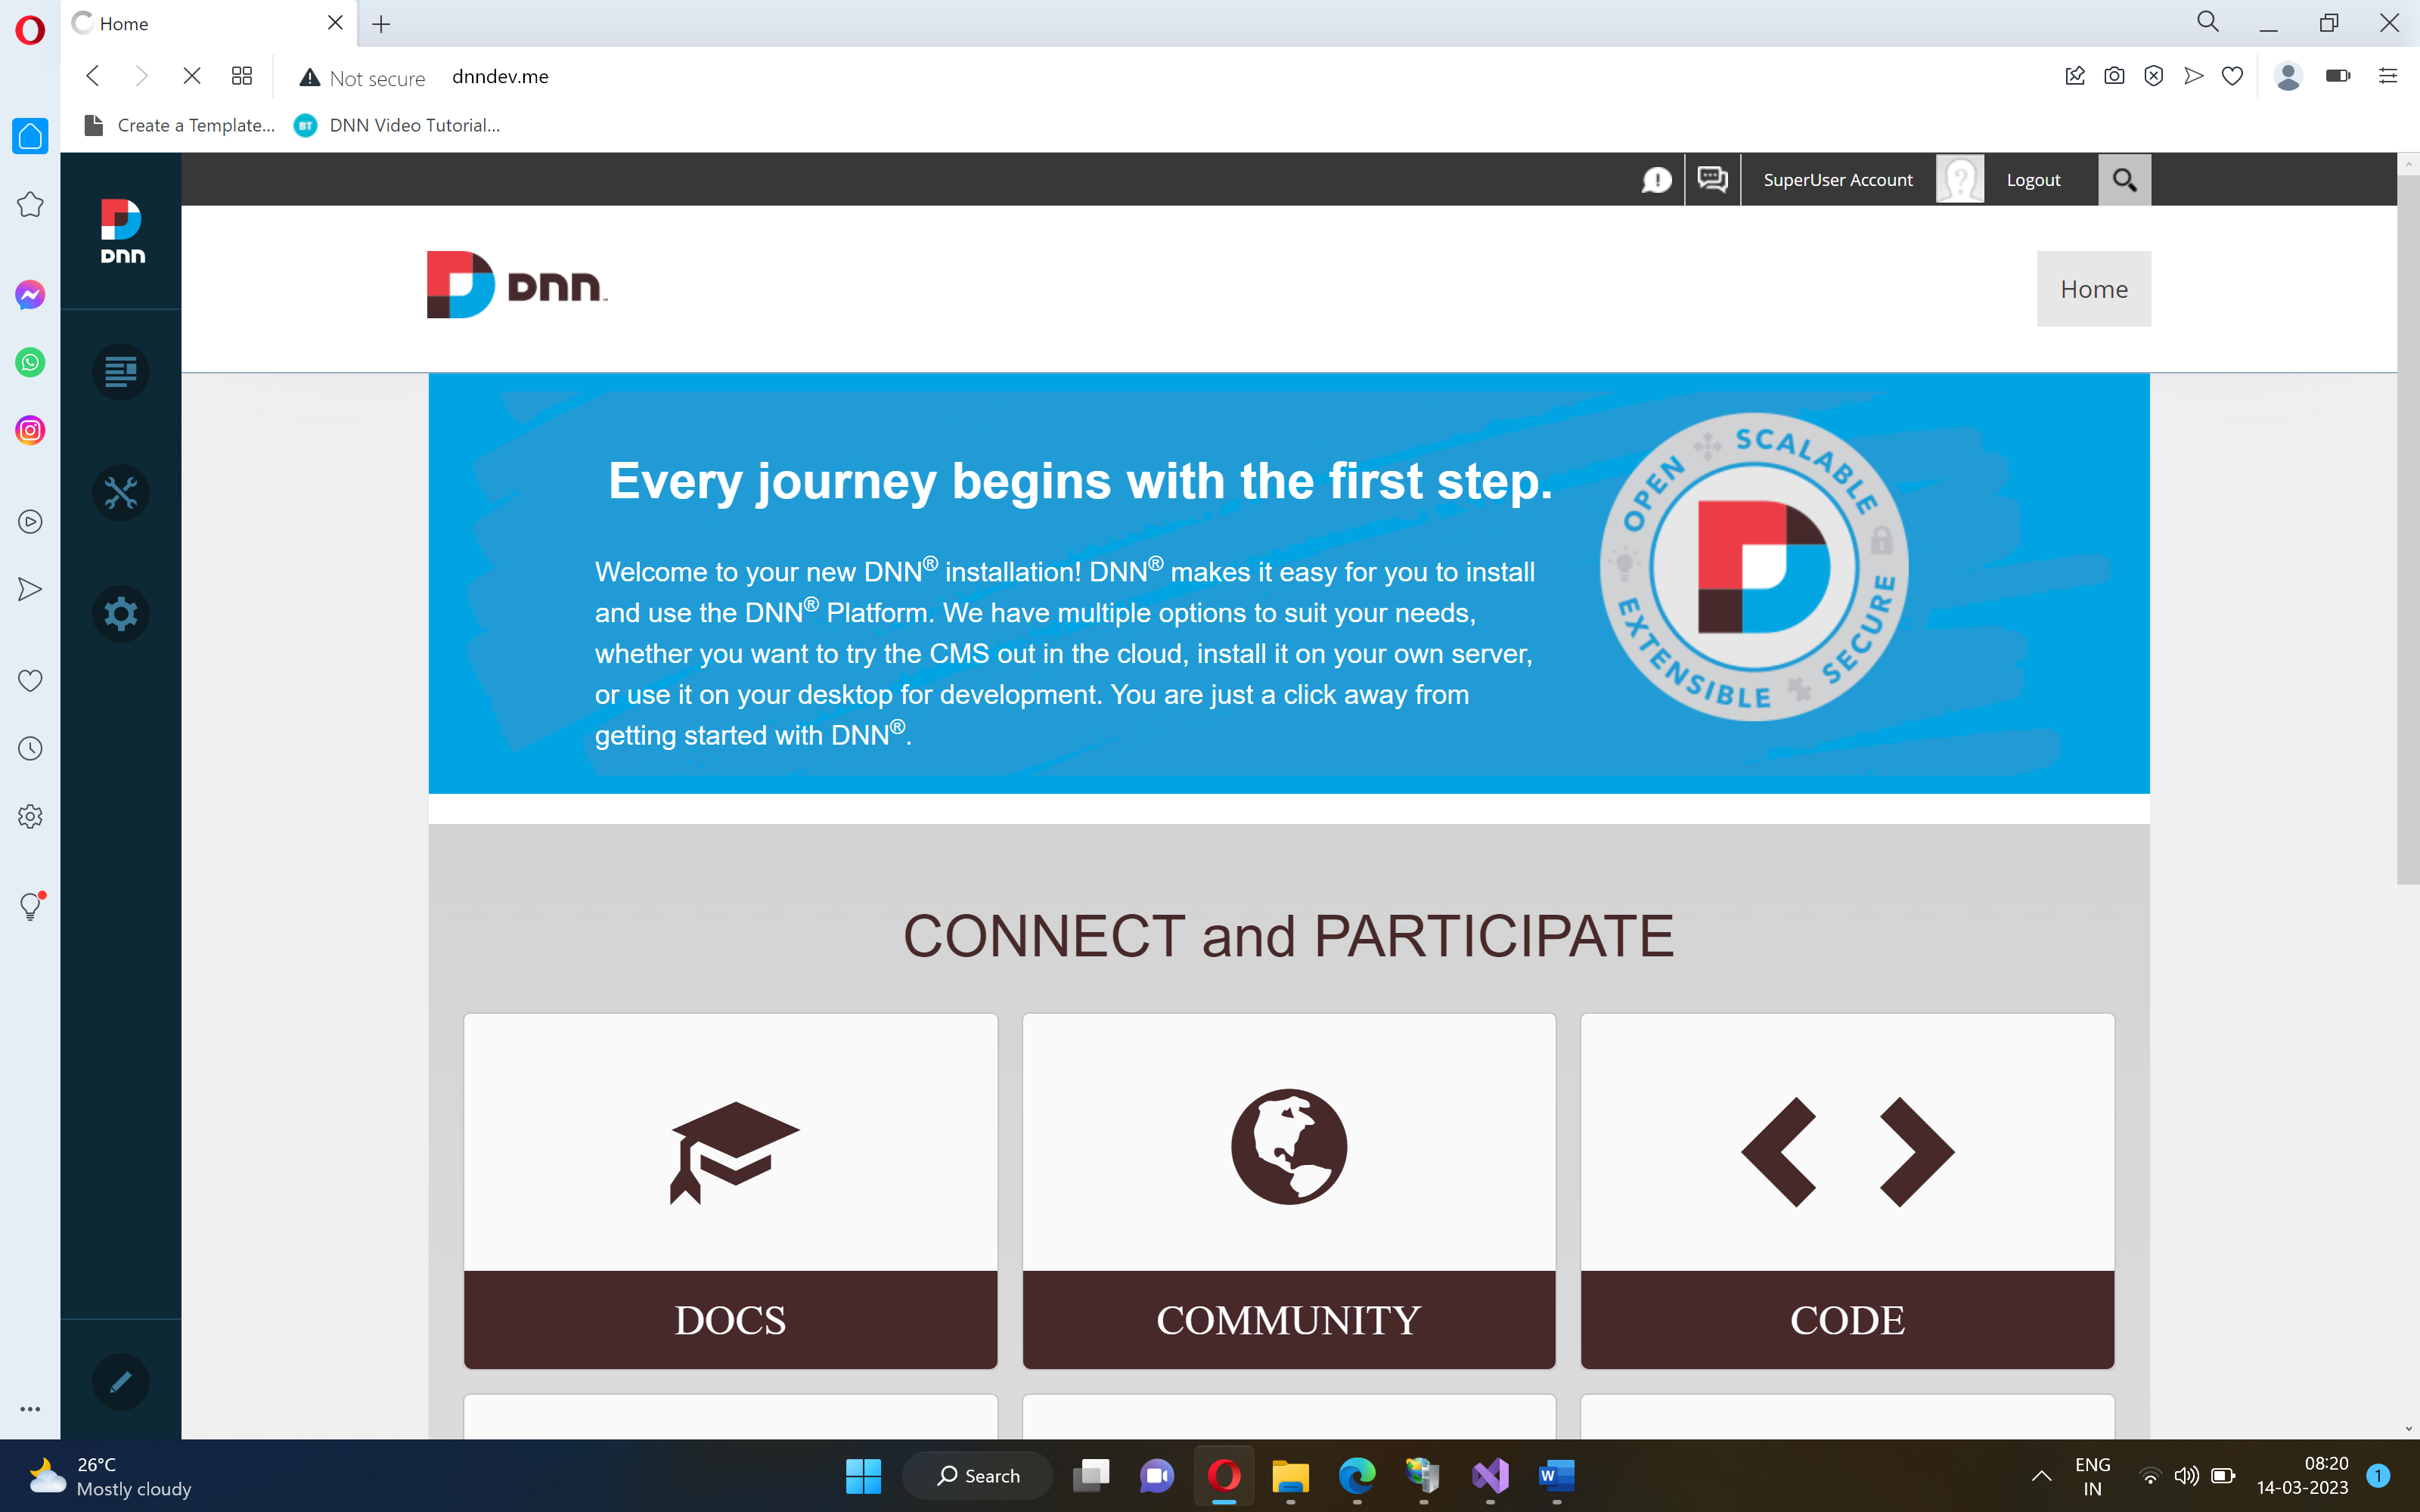 Home
Not secure dnndev.me
Create a Template... BT DNN Video Tutorial...
SuperUser Account Logout
DNN
DNN
Home
Every journey begins with the first step.
Welcome to your new DNN® installation! DNN® makes it easy for you to install
and use the DNN® Platform. We have multiple options to suit your needs,
whether you want to try the CMS out in the cloud, install it on your own server,
or use it on your desktop for development. You are just a click away from
getting started with DNN®.
OPEN SCALABLE SECURE EXTENSIBLE
CONNECT and PARTICIPATE
DOCS COMMUNITY CODE
26°C
Mostly cloudy
Search
W
ENG
IN
08:20
14-03-2023
1